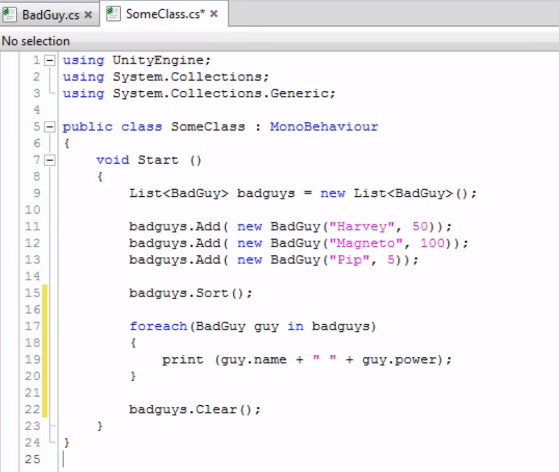 BadGuy.cs × SomeClass.cs* ×
No selection
1 using UnityEngine;
2 using System.Collections;
3 using System.Collections.Generic;
4
5 public class SomeClass : MonoBehaviour
6 {
7     void Start ()
8     {
9         List<BadGuy> badguys = new List<BadGuy>();
10
11         badguys.Add( new BadGuy("Harvey", 50));
12         badguys.Add( new BadGuy("Magneto", 100));
13         badguys.Add( new BadGuy("Pip", 5));
14
15         badguys.Sort();
16
17         foreach(BadGuy guy in badguys)
18         {
19             print (guy.name + " " + guy.power);
20         }
21
22         badguys.Clear();
23     }
24 }
25